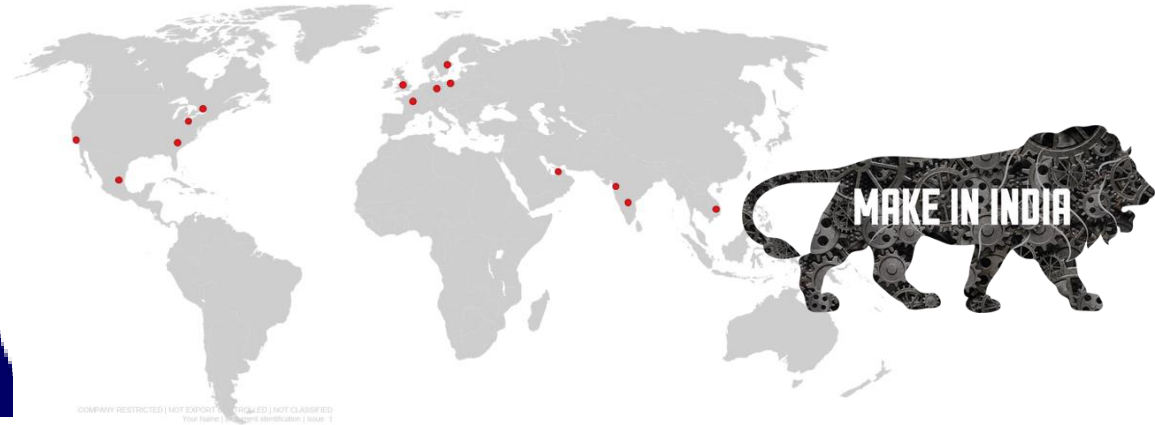 MAKE IN INDIA
COMPANY RESTRICTED | NOT EXPORT CONTROLLED | NOT CLASSIFIED
Your Name | Document Identification | Issue: 1